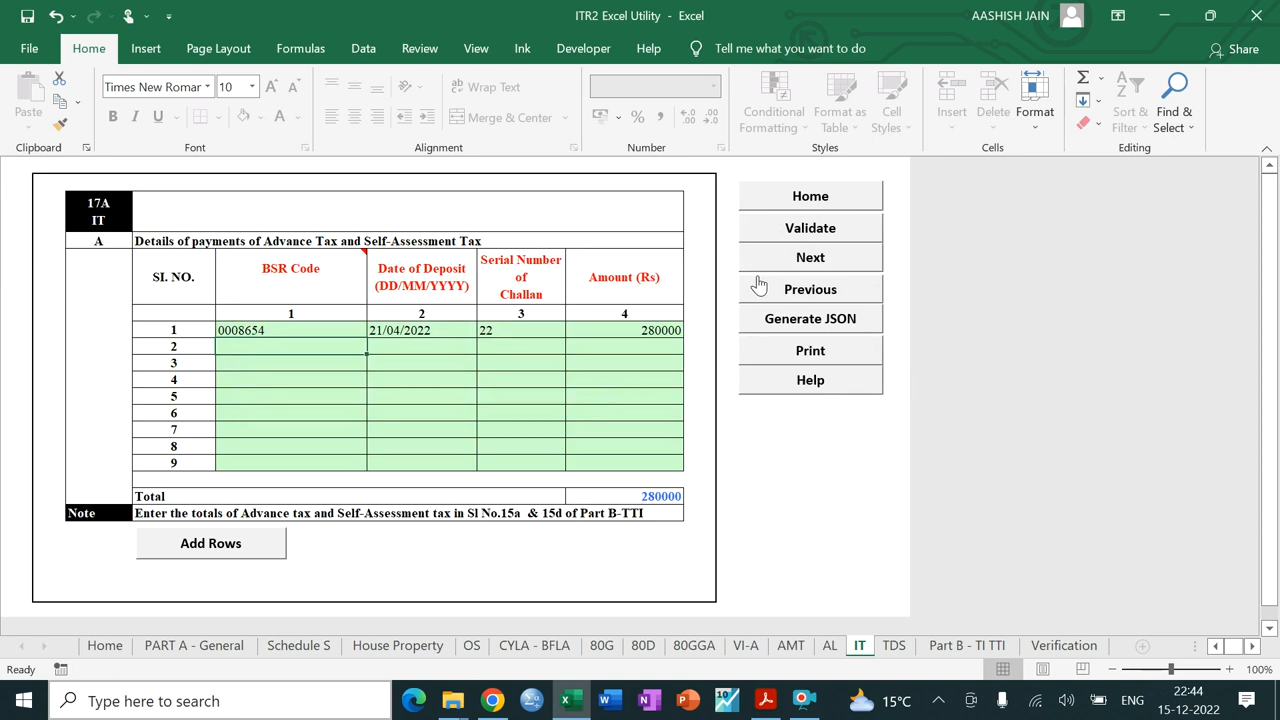 ITR2 Excel Utility - Excel
AASHISH JAIN
File Home Insert Page Layout Formulas Data Review View Ink Developer Help Tell me what you want to do Share
Paste
Clipboard
Times New Romar 10
B I U
Font
ab Wrap Text
Merge & Center
Alignment
% ,
Number
Conditional Formatting
Format as Table
Cell Styles
Styles
Insert Delete Format
Cells
Sort & Filter
Find & Select
Editing
17A
IT
A Details of payments of Advance Tax and Self-Assessment Tax
SI. NO.
BSR Code
Date of Deposit
(DD/MM/YYYY)
Serial Number
of
Challan
Amount (Rs)
1 2 3 4
1 0008654 21/04/2022 22 280000
2
3
4
5
6
7
8
9
Total 280000
Note Enter the totals of Advance tax and Self-Assessment tax in Sl No.15a & 15d of Part B-TTI
Add Rows
Home
Validate
Next
Previous
Generate JSON
Print
Help
Home PART A - General Schedule S House Property OS CYLA - BFLA 80G 80D 80GGA VI-A AMT AL IT TDS Part B - TI TTI Verification
Ready 100%
Type here to search
15°C
ENG
22:44
15-12-2022